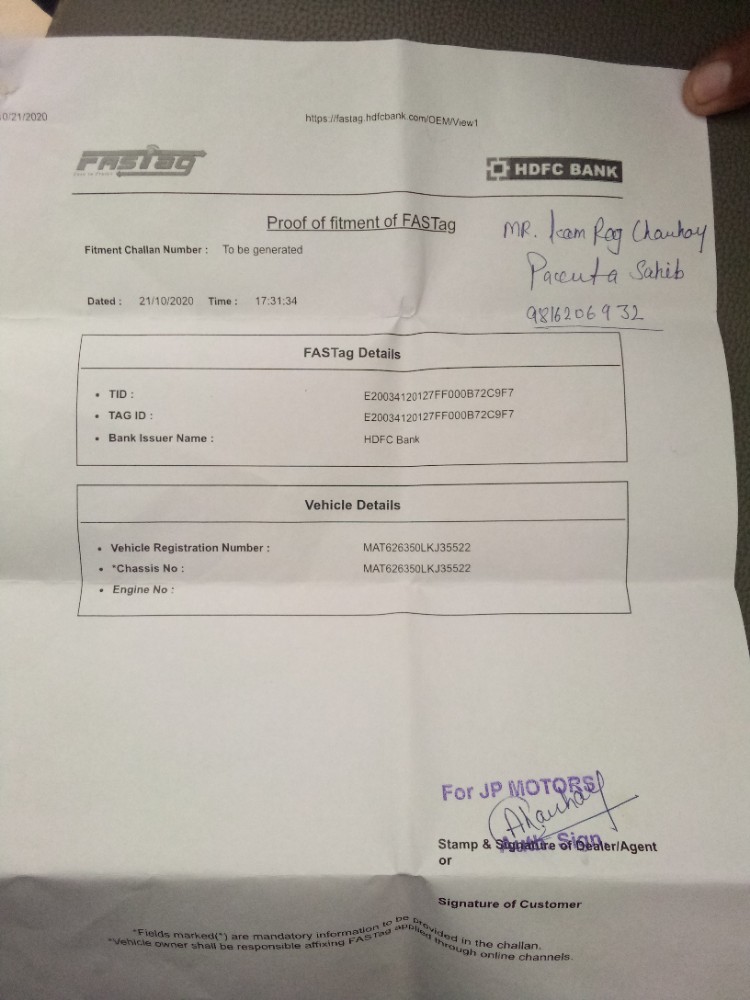 0/21/2020
https://fastag.hdfcbank.com/OEM/View1
FASTag
HDFC BANK
Proof of fitment of FASTag
MR.
Fitment Challan Number : To be generated
Sahib
Dated : 21/10/2020 Time : 17:31:34
9816206932
FASTag Details
• TID : E20034120127FF000B72C9F7
• TAG ID : E20034120127FF000B72C9F7
• Bank Issuer Name : HDFC Bank
Vehicle Details
• Vehicle Registration Number : MAT626350LKJ35522
• *Chassis No : MAT626350LKJ35522
• Engine No :
For JP MOTORS
Auth. Sign
Stamp & Signature of Dealer/Agent
or
Signature of Customer
*Fields marked(*) are mandatory information to be provided in the challan.
*Vehicle owner shall be responsible affixing FASTag applied through online channels.